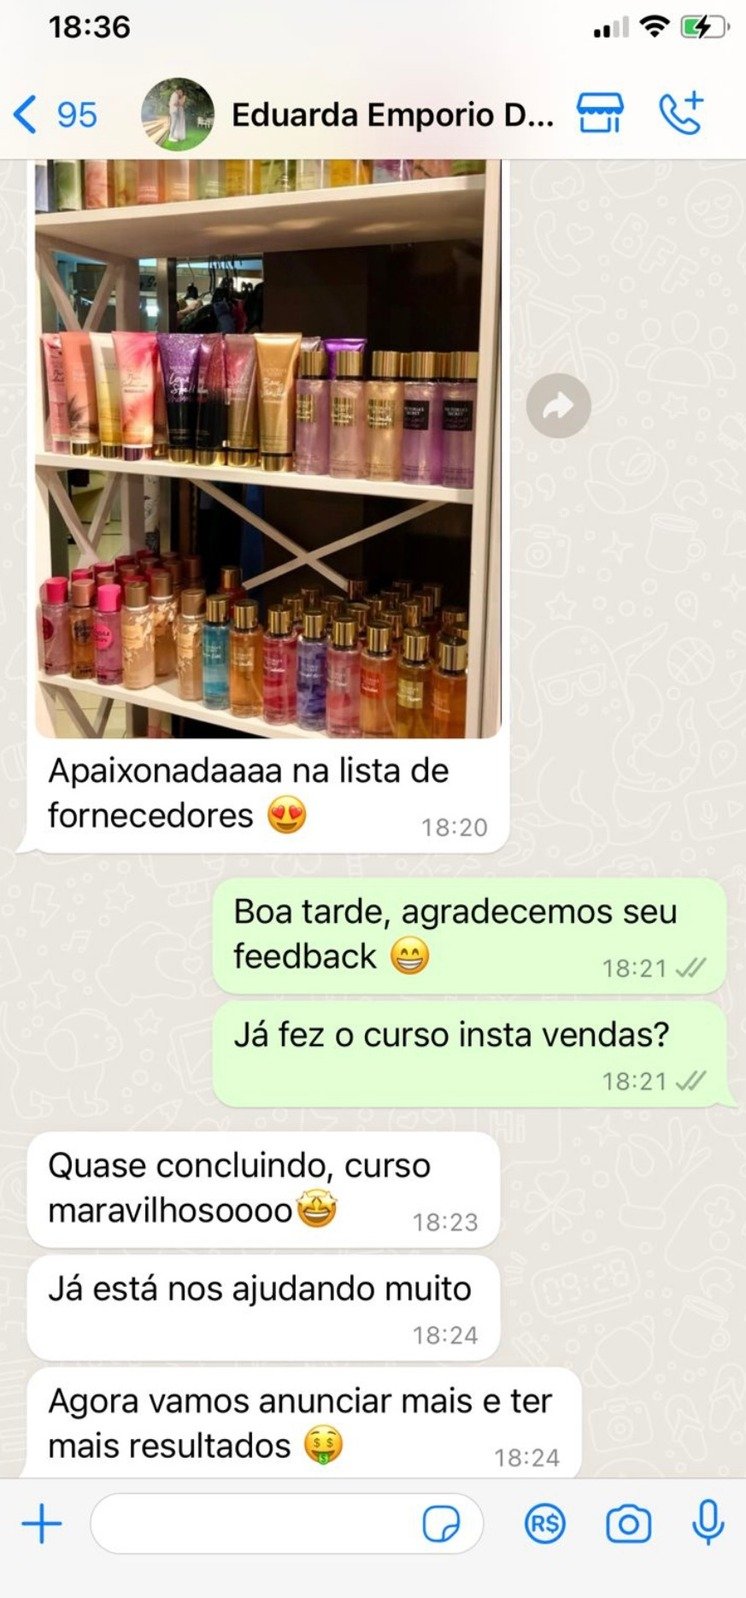 18:36
95
Eduarda Emporio D...
Apaixonadaaaa na lista de
fornecedores 😍
18:20
Boa tarde, agradecemos seu
feedback 😁
18:21
Já fez o curso insta vendas?
18:21
Quase concluindo, curso
maravilhosoooo🤩
18:23
Já está nos ajudando muito
18:24
Agora vamos anunciar mais e ter
mais resultados 🤑
18:24
R$